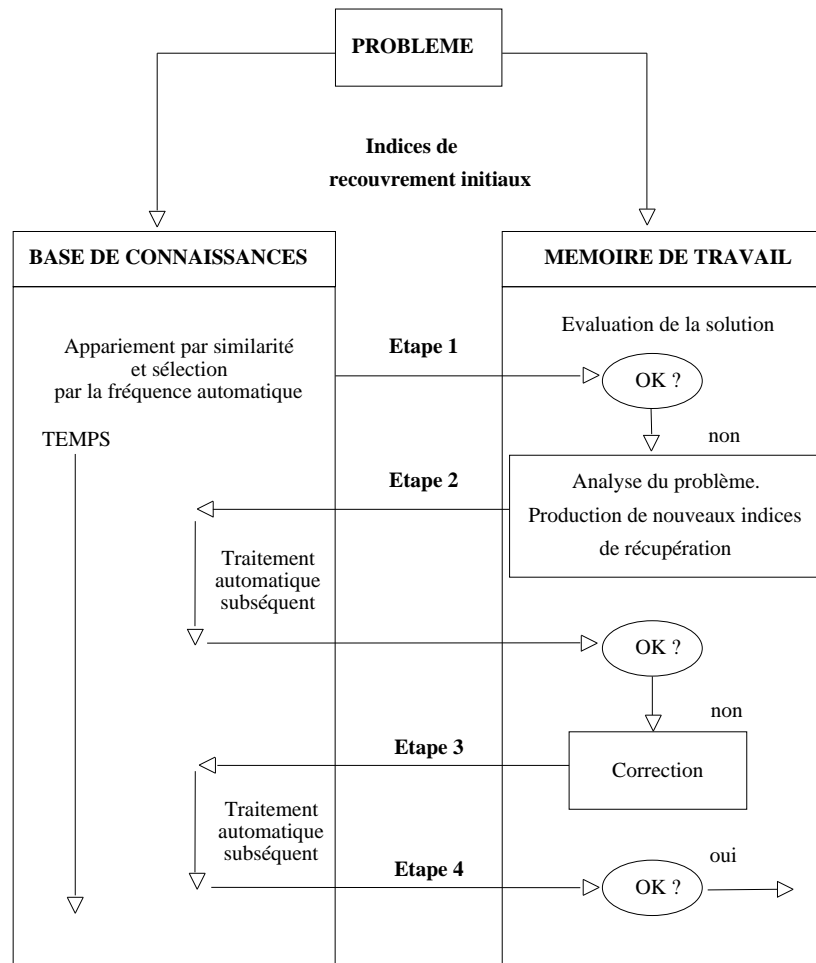 PROBLEME
Indices de
recouvrement initiaux
BASE DE CONNAISSANCES
MEMOIRE DE TRAVAIL
Evaluation de la solution
Appariement par similarité
et sélection
par la fréquence automatique
Etape 1
OK ?
non
TEMPS
Etape 2
Analyse du problème.
Production de nouveaux indices
de récupération
Traitement
automatique
subséquent
OK ?
non
Etape 3
Correction
Traitement
automatique
subséquent
Etape 4
OK ?
oui